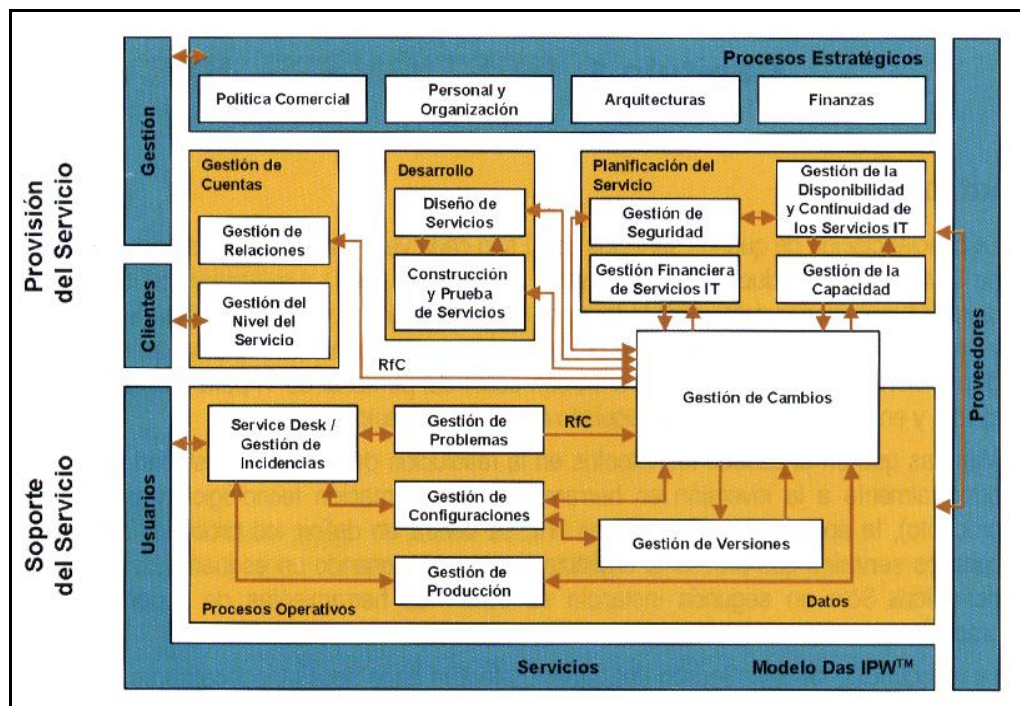 Procesos Estratégicos
Política Comercial
Personal y
Organización
Arquitecturas
Finanzas
Gestión
Provisión
del Servicio
Clientes
Gestión de
Cuentas
Gestión de
Relaciones
Gestión del
Nivel del
Servicio
Desarrollo
Diseño de
Servicios
Construcción
y Prueba
de Servicios
Planificación del
Servicio
Gestión de
Seguridad
Gestión de la
Disponibilidad
y Continuidad de
los Servicios IT
Gestión Financiera
de Servicios IT
Gestión de la
Capacidad
Proveedores
RfC
Gestión de Cambios
Soporte
del Servicio
Usuarios
Service Desk /
Gestión de
Incidencias
Gestión de
Problemas
RfC
Gestión de
Configuraciones
Gestión de Versiones
Gestión de
Producción
Procesos Operativos
Datos
Servicios
Modelo Das IPW™